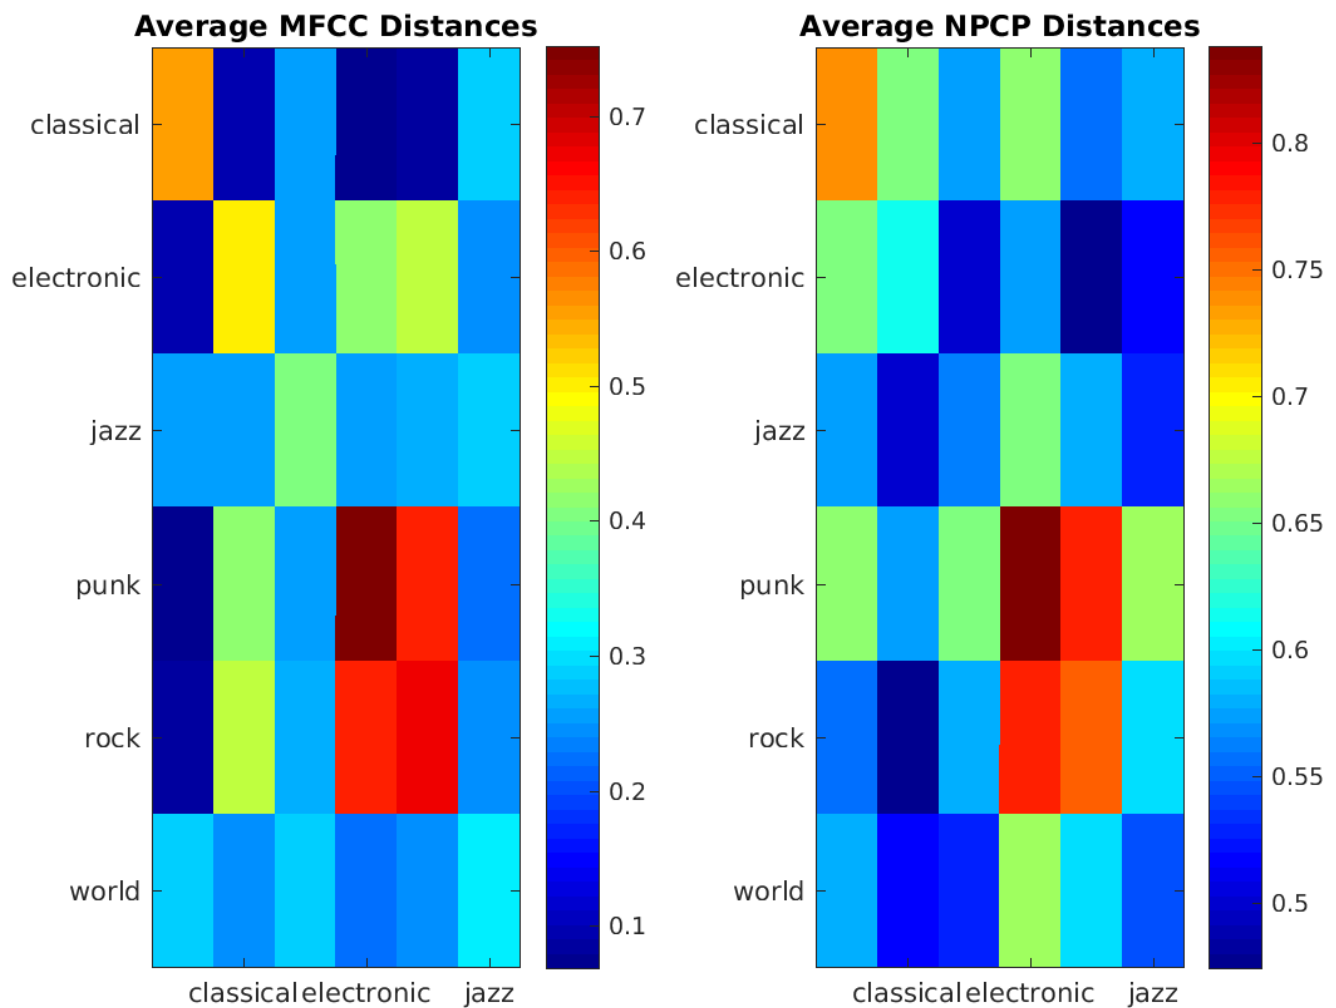 Average MFCC Distances
classical
electronic
jazz
punk
rock
world
classical electronic jazz
0.7
0.6
0.5
0.4
0.3
0.2
0.1
Average NPCP Distances
classical
electronic
jazz
punk
rock
world
classical electronic jazz
0.8
0.75
0.7
0.65
0.6
0.55
0.5